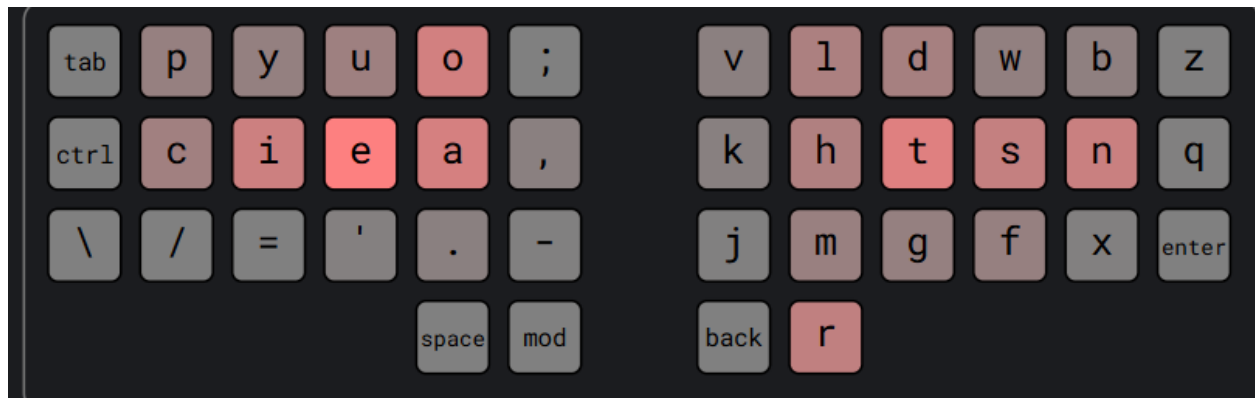 tab p y u o ; v l d w b z
ctrl c i e a , k h t s n q
\ / = ' . - j m g f x enter
space mod back r